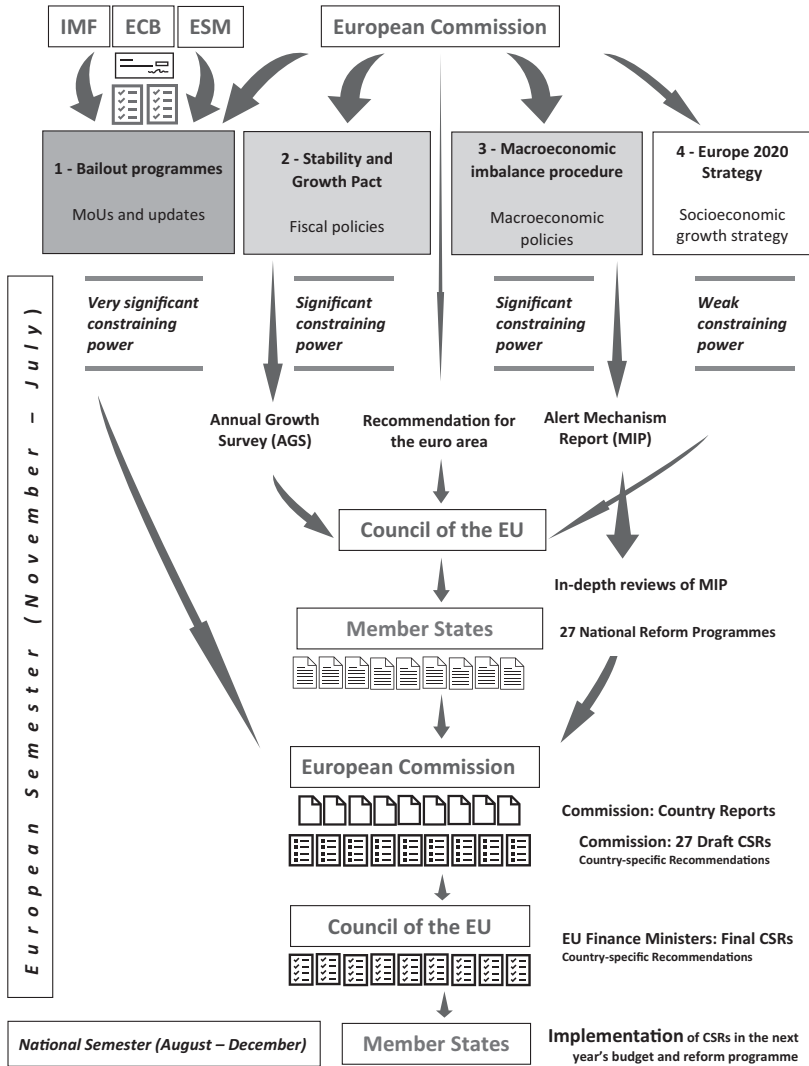 IMF ECB ESM European Commission
1 - Bailout programmes
MoUs and updates
2 - Stability and
Growth Pact
Fiscal policies
3 - Macroeconomic
imbalance procedure
Macroeconomic
policies
4 - Europe 2020
Strategy
Socioeconomic
growth strategy
European Semester (November – July)
Very significant
constraining
power
Significant
constraining
power
Significant
constraining
power
Weak
constraining
power
Annual Growth
Survey (AGS)
Recommendation for
the euro area
Alert Mechanism
Report (MIP)
Council of the EU
In-depth reviews of MIP
Member States
27 National Reform Programmes
European Commission
Commission: Country Reports
Commission: 27 Draft CSRs
Country-specific Recommendations
Council of the EU
EU Finance Ministers: Final CSRs
Country-specific Recommendations
National Semester (August – December)
Member States
Implementation of CSRs in the next
year's budget and reform programme